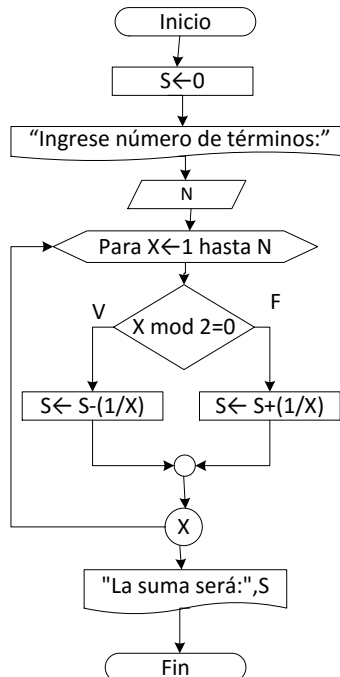 Inicio
S←0
“Ingrese número de términos:”
N
Para X←1 hasta N
X mod 2=0
V
F
S← S-(1/X)
S← S+(1/X)
X
"La suma será:",S
Fin